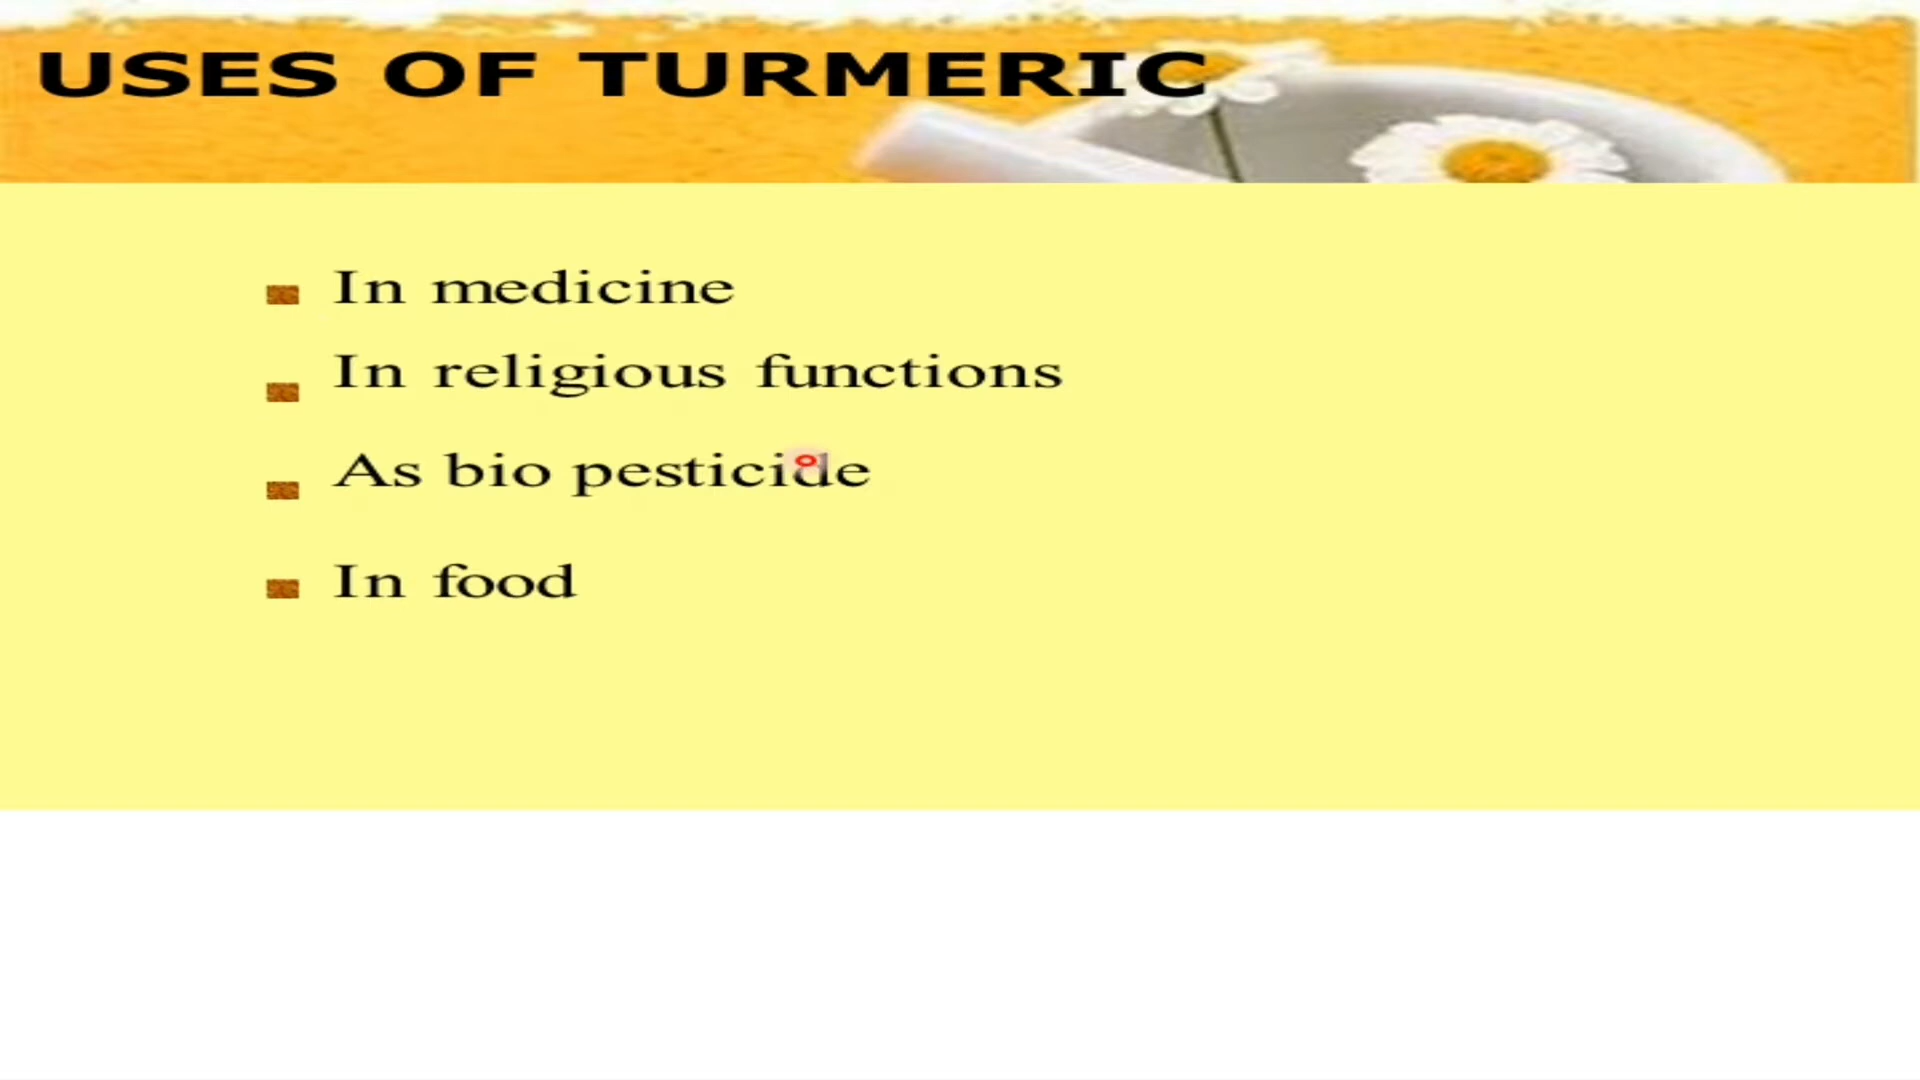 USES OF TURMERIC
In medicine
In religious functions
As bio pesticide
In food